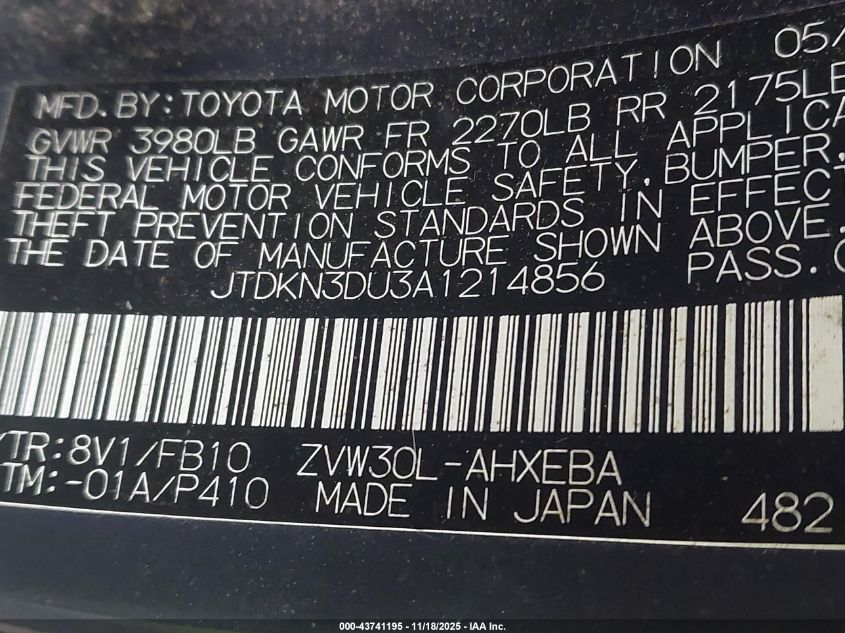 MFD. BY: TOYOTA MOTOR CORPORATION 05/
GVWR 3980LB GAWR FR 2270LB RR 2175LB
THIS VEHICLE CONFORMS TO ALL APPLICA
FEDERAL MOTOR VEHICLE SAFETY, BUMPER,
THEFT PREVENTION STANDARDS IN EFFECT
THE DATE OF MANUFACTURE SHOWN ABOVE.
JTDKN3DU3A1214856 PASS.
/TR:8V1/FB10 ZVW30L-AHXEBA
TM:-01A/P410 MADE IN JAPAN 482
000-43741195 - 11/18/2025 - IAA Inc.